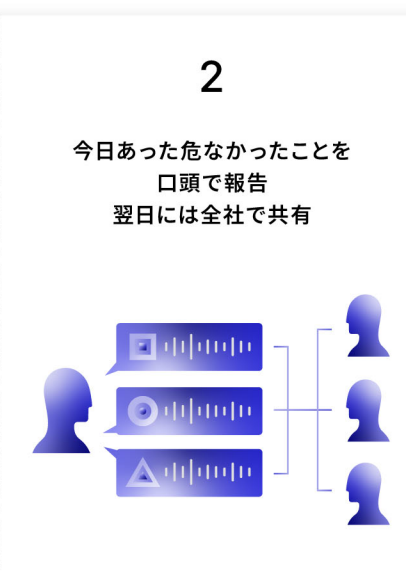 2
今日あった危なかったことを
口頭で報告
翌日には全社で共有